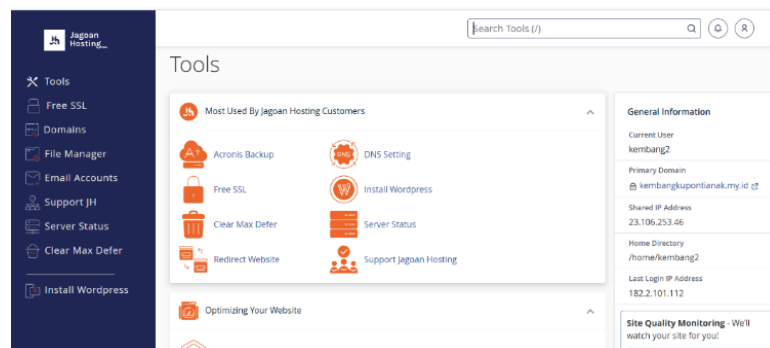 Jagoan
Hosting_
Search Tools (/)
Tools
Free SSL
Domains
File Manager
Email Accounts
Support JH
Server Status
Clear Max Defer
Install Wordpress
Tools
Most Used By Jagoan Hosting Customers
Acronis Backup
DNS Setting
Free SSL
Install Wordpress
Clear Max Defer
Server Status
Redirect Website
Support Jagoan Hosting
Optimizing Your Website
General Information
Current User
kembang2
Primary Domain
kembangkupontianak.my.id
Shared IP Address
23.106.253.46
Home Directory
/home/kembang2
Last Login IP Address
182.2.101.112
Site Quality Monitoring - We'll
watch your site for you!